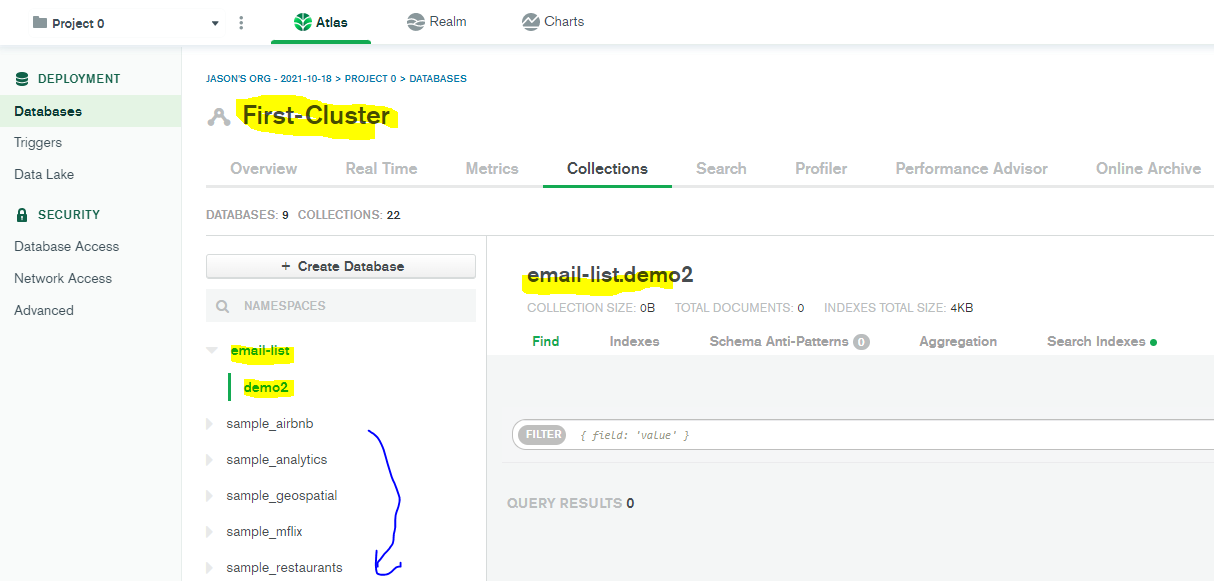 Project 0
Atlas
Realm
Charts
DEPLOYMENT
Databases
Triggers
Data Lake
SECURITY
Database Access
Network Access
Advanced
JASON'S ORG - 2021-10-18 > PROJECT 0 > DATABASES
First-Cluster
Overview
Real Time
Metrics
Collections
Search
Profiler
Performance Advisor
Online Archive
DATABASES: 9 COLLECTIONS: 22
+ Create Database
NAMESPACES
email-list
demo2
sample_airbnb
sample_analytics
sample_geospatial
sample_mflix
sample_restaurants
email-list.demo2
COLLECTION SIZE: 0B TOTAL DOCUMENTS: 0 INDEXES TOTAL SIZE: 4KB
Find
Indexes
Schema Anti-Patterns 0
Aggregation
Search Indexes
FILTER { field: 'value' }
QUERY RESULTS 0